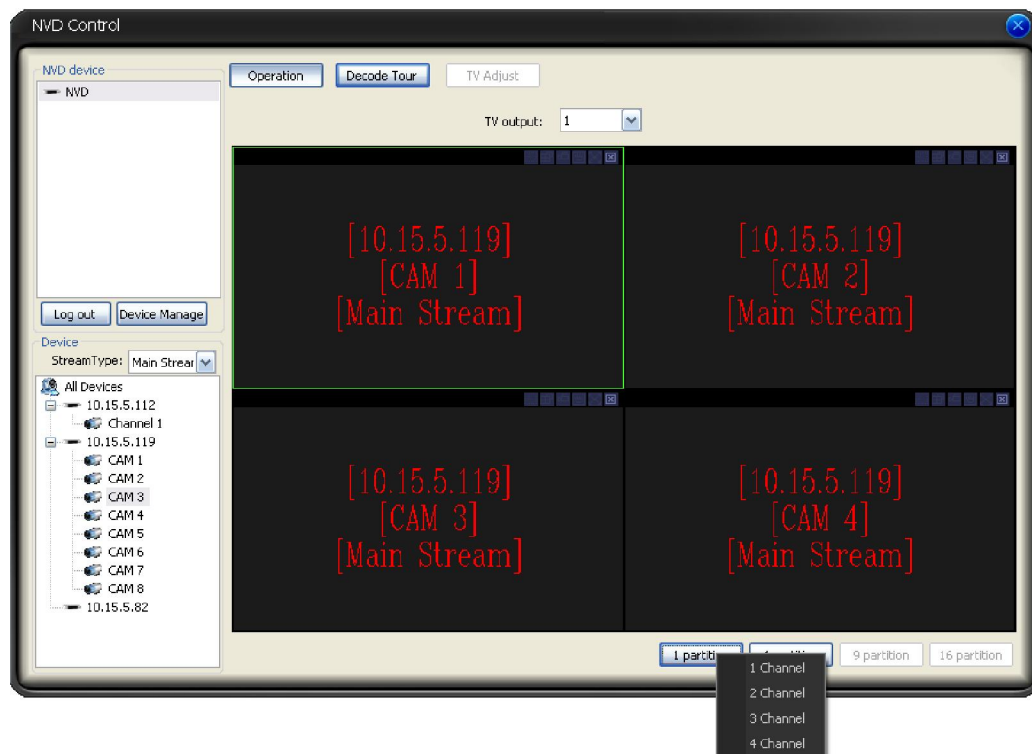 NVD Control
NVD device
NVD
Log out
Device Manage
Device
StreamType: Main Strear
All Devices
10.15.5.112
Channel 1
10.15.5.119
CAM 1
CAM 2
CAM 3
CAM 4
CAM 5
CAM 6
CAM 7
CAM 8
10.15.5.82
Operation
Decode Tour
TV Adjust
TV output: 1
[10.15.5.119]
[CAM 1]
[Main Stream]
[10.15.5.119]
[CAM 2]
[Main Stream]
[10.15.5.119]
[CAM 3]
[Main Stream]
[10.15.5.119]
[CAM 4]
[Main Stream]
1 partiti
9 partition
16 partition
1 Channel
2 Channel
3 Channel
4 Channel